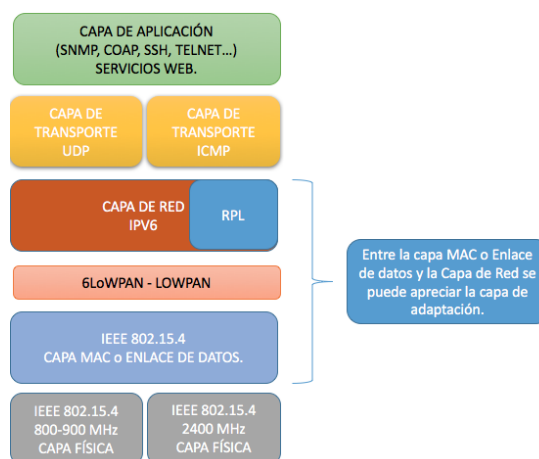 CAPA DE APLICACIÓN
(SNMP, COAP, SSH, TELNET...)
SERVICIOS WEB.
CAPA DE
TRANSPORTE
UDP
CAPA DE
TRANSPORTE
ICMP
CAPA DE RED
IPV6
RPL
6LoWPAN - LOWPAN
IEEE 802.15.4
CAPA MAC o ENLACE DE DATOS.
IEEE 802.15.4
800-900 MHz
CAPA FÍSICA
IEEE 802.15.4
2400 MHz
CAPA FÍSICA
Entre la capa MAC o Enlace
de datos y la Capa de Red se
puede apreciar la capa de
adaptación.